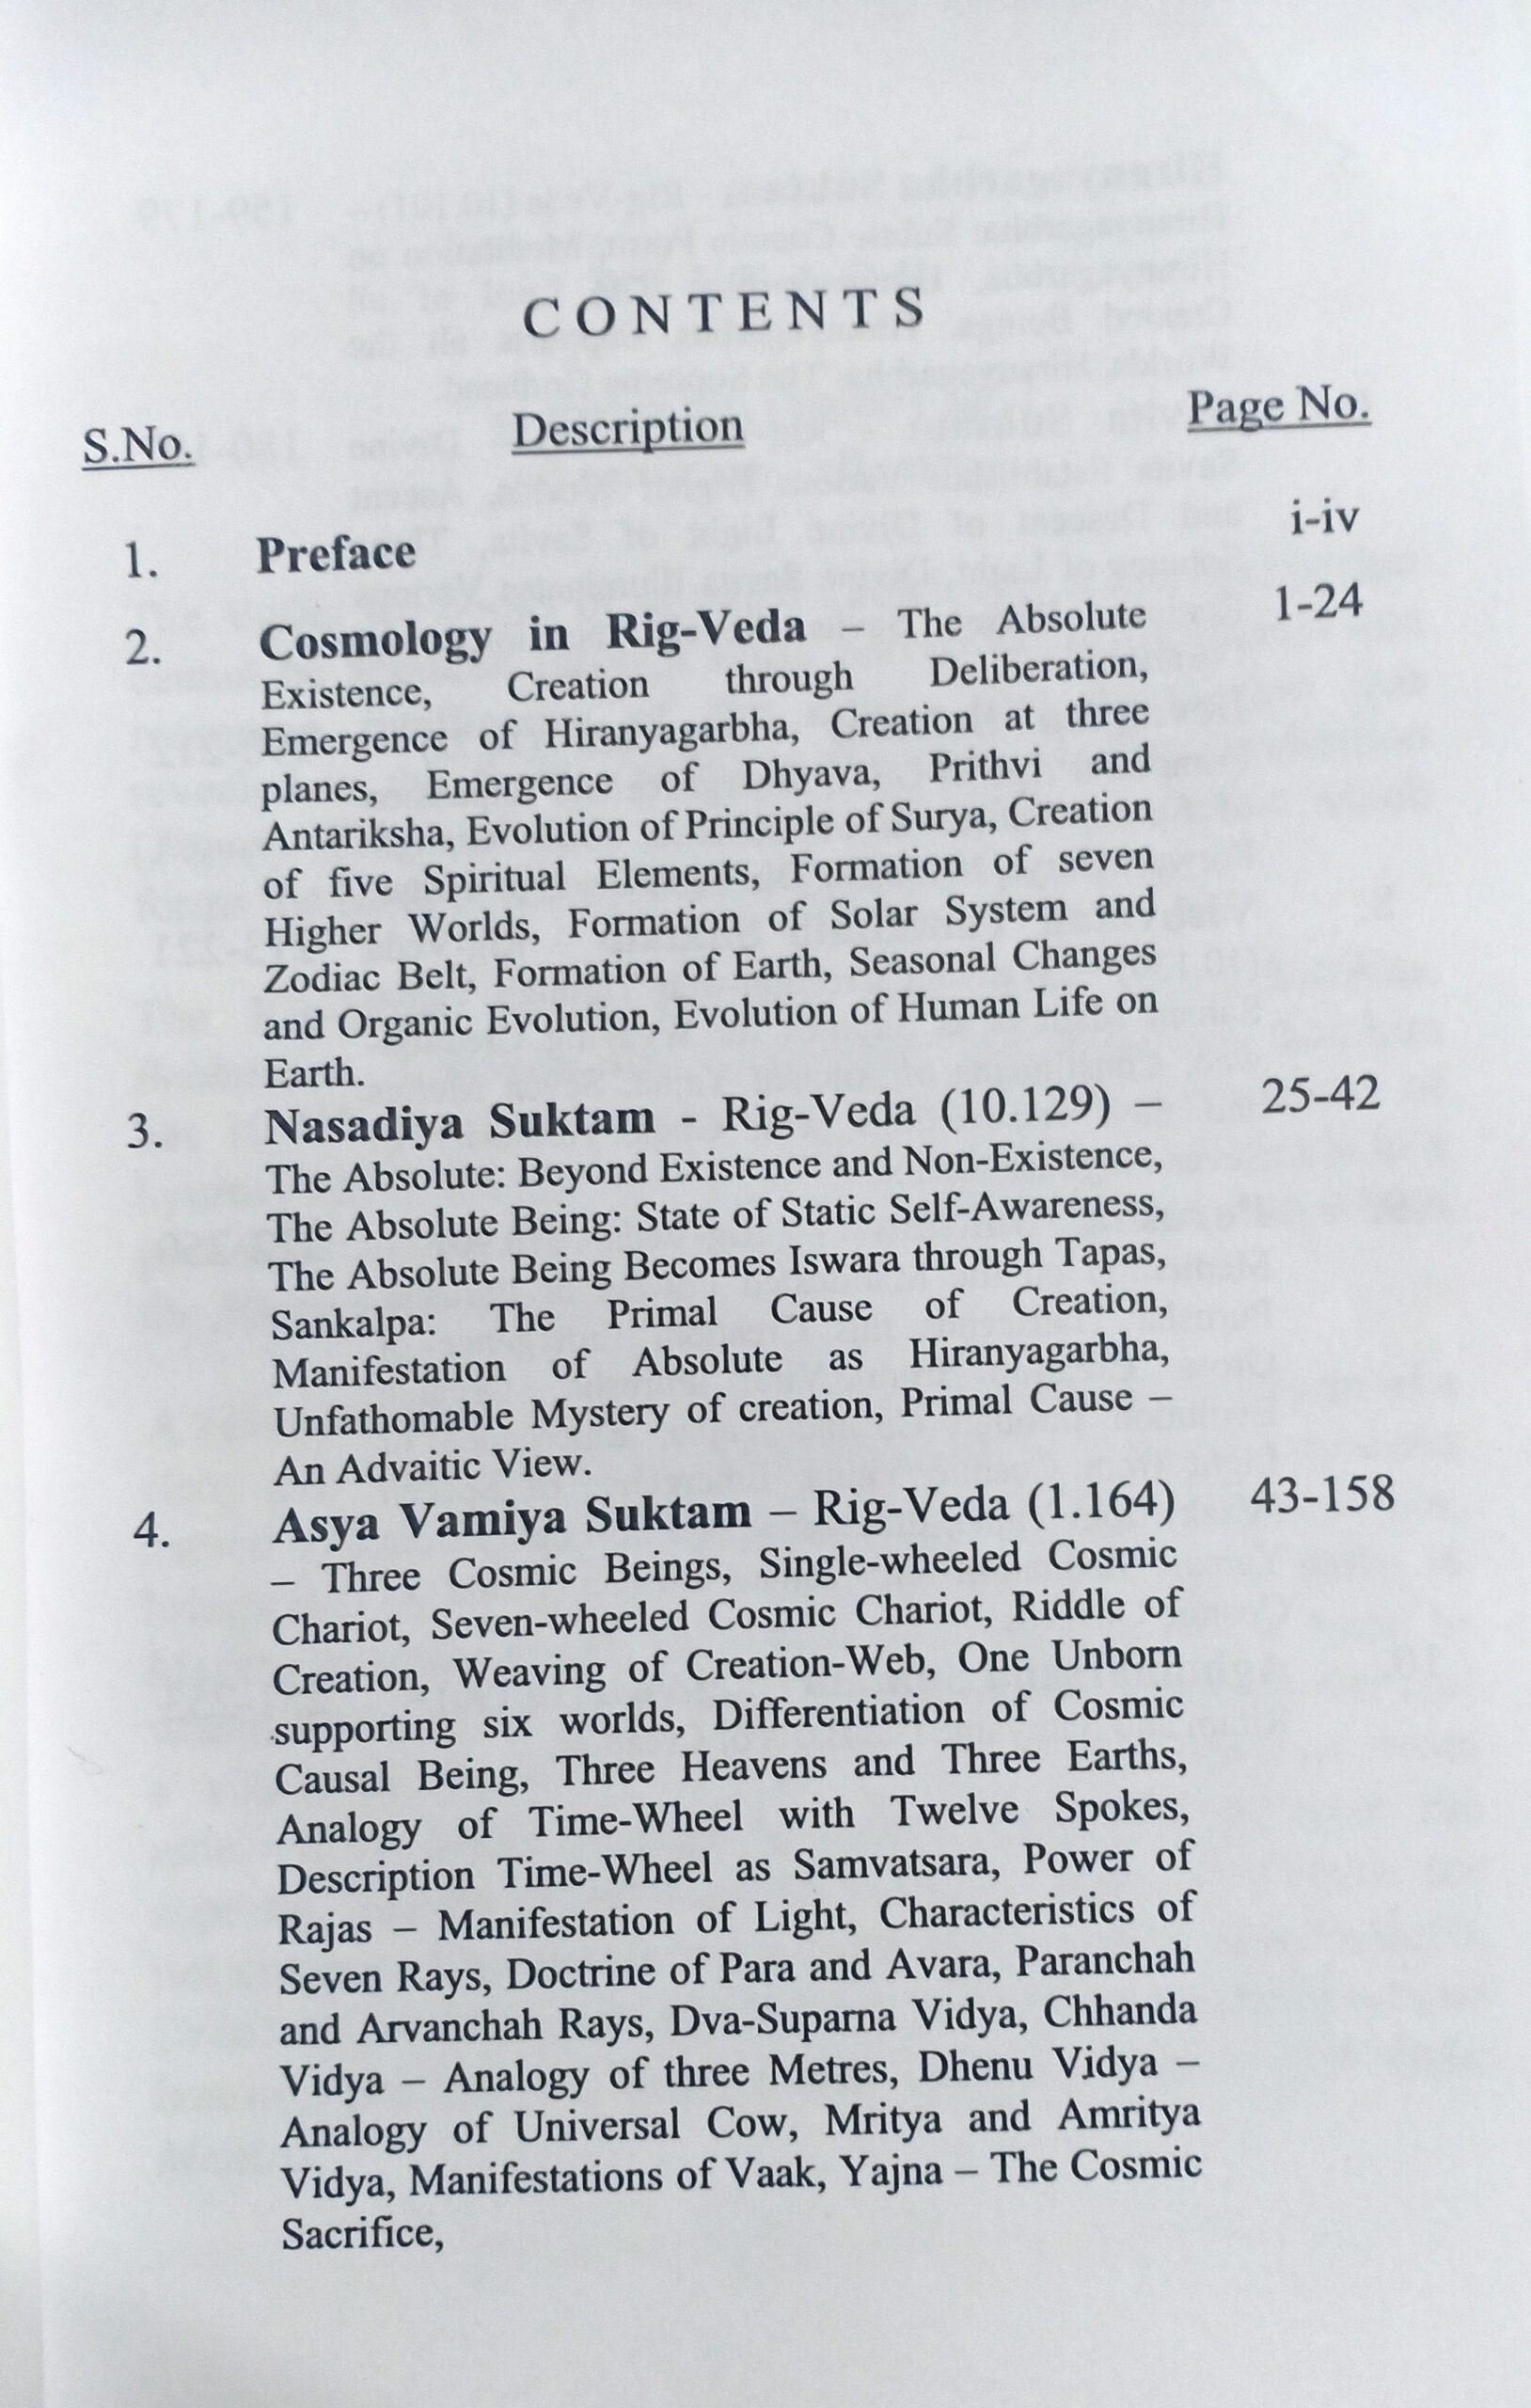 CONTENTS
S.No. Description Page No.
1. Preface i-iv
2. Cosmology in Rig-Veda – The Absolute 1-24
Existence, Creation through Deliberation,
Emergence of Hiranyagarbha, Creation at three
planes, Emergence of Dhyava, Prithvi and
Antariksha, Evolution of Principle of Surya, Creation
of five Spiritual Elements, Formation of seven
Higher Worlds, Formation of Solar System and
Zodiac Belt, Formation of Earth, Seasonal Changes
and Organic Evolution, Evolution of Human Life on
Earth.
3. Nasadiya Suktam - Rig-Veda (10.129) – 25-42
The Absolute: Beyond Existence and Non-Existence,
The Absolute Being: State of Static Self-Awareness,
The Absolute Being Becomes Iswara through Tapas,
Sankalpa: The Primal Cause of Creation,
Manifestation of Absolute as Hiranyagarbha,
Unfathomable Mystery of creation, Primal Cause –
An Advaitic View.
4. Asya Vamiya Suktam – Rig-Veda (1.164) 43-158
– Three Cosmic Beings, Single-wheeled Cosmic
Chariot, Seven-wheeled Cosmic Chariot, Riddle of
Creation, Weaving of Creation-Web, One Unborn
supporting six worlds, Differentiation of Cosmic
Causal Being, Three Heavens and Three Earths,
Analogy of Time-Wheel with Twelve Spokes,
Description Time-Wheel as Samvatsara, Power of
Rajas – Manifestation of Light, Characteristics of
Seven Rays, Doctrine of Para and Avara, Paranchah
and Arvanchah Rays, Dva-Suparna Vidya, Chhanda
Vidya – Analogy of three Metres, Dhenu Vidya –
Analogy of Universal Cow, Mritya and Amritya
Vidya, Manifestations of Vaak, Yajna – The Cosmic
Sacrifice,